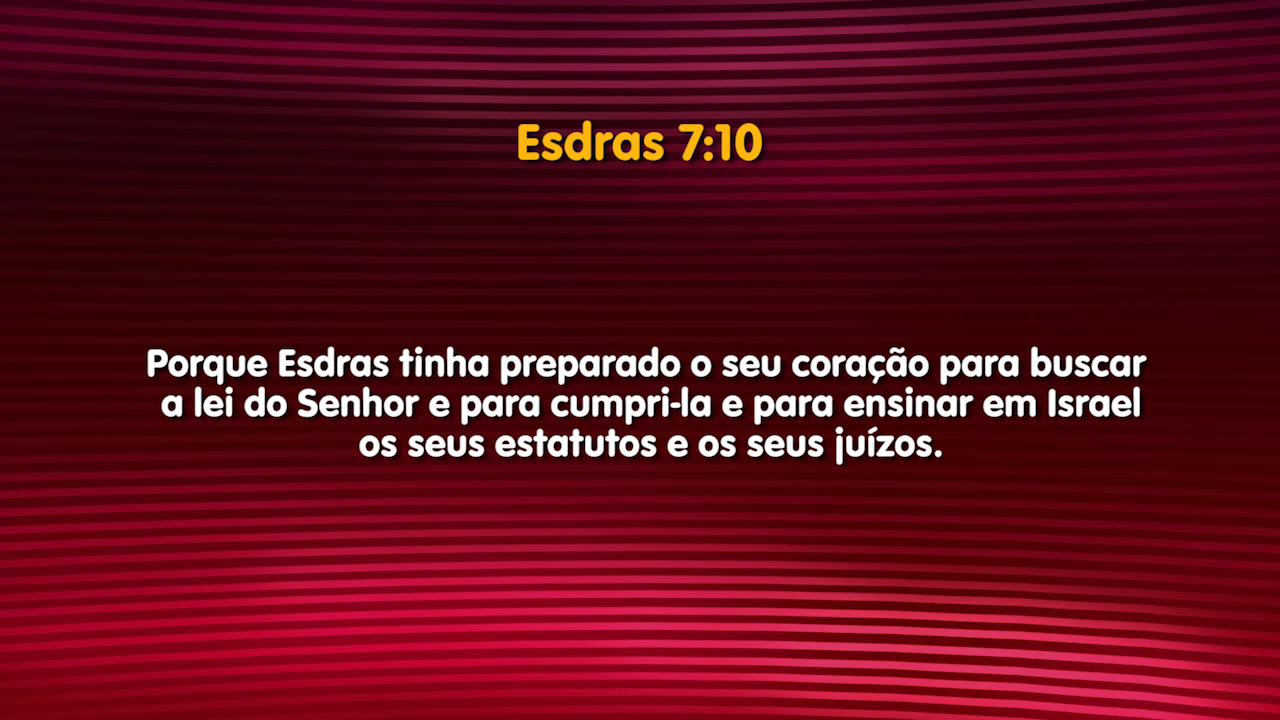 Esdras 7:10
Porque Esdras tinha preparado o seu coração para buscar
a lei do Senhor e para cumpri-la e para ensinar em Israel
os seus estatutos e os seus juízos.